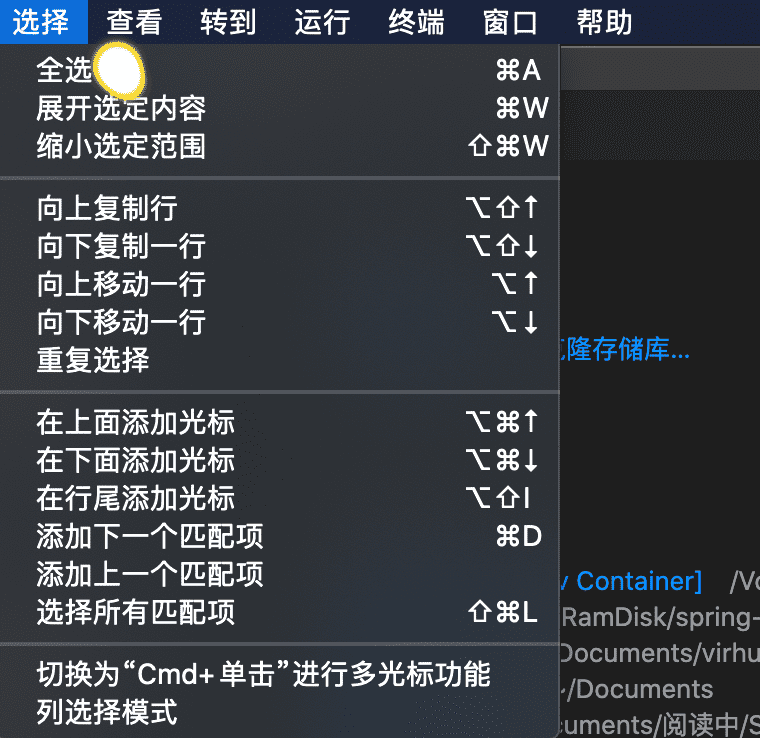 选择 查看 转到 运行 终端 窗口 帮助
全选 ⌘A
展开选定内容 ⌘W
缩小选定范围 ⇧⌘W
向上复制行 ⌥⇧↑
向下复制一行 ⌥⇧↓
向上移动一行 ⌥↑
向下移动一行 ⌥↓
隆存储库...
重复选择
在上面添加光标 ⌥⌘↑
在下面添加光标 ⌥⌘↓
在行尾添加光标 ⌥⇧I
添加下一个匹配项 ⌘D
添加上一个匹配项
Container] /Vo
选择所有匹配项 ⇧⌘L
RamDisk/spring-
Documents/virhu
切换为“Cmd+单击”进行多光标功能
/Documents
列选择模式
uments/阅读中/S